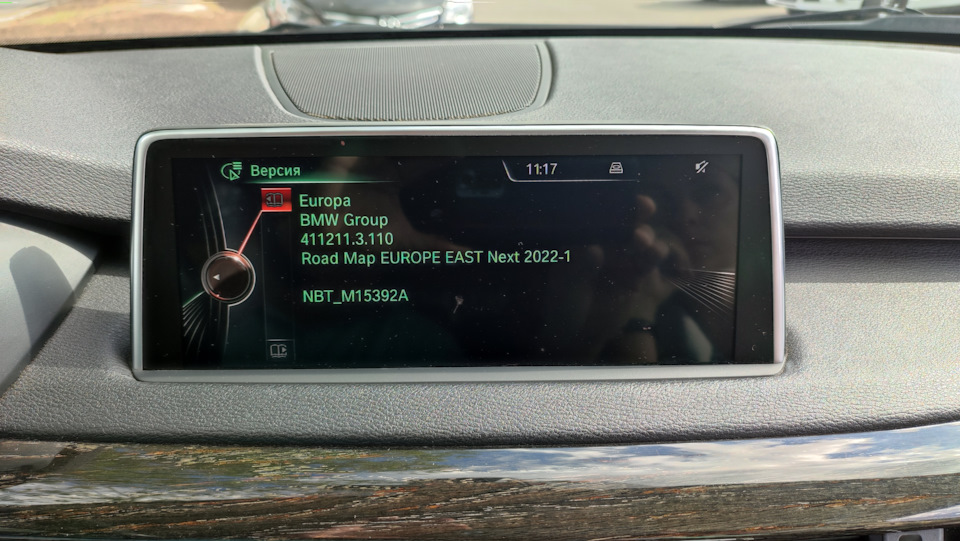 Версия
11:17
Europa
BMW Group
411211.3.110
Road Map EUROPE EAST Next 2022-1
NBT_M15392A